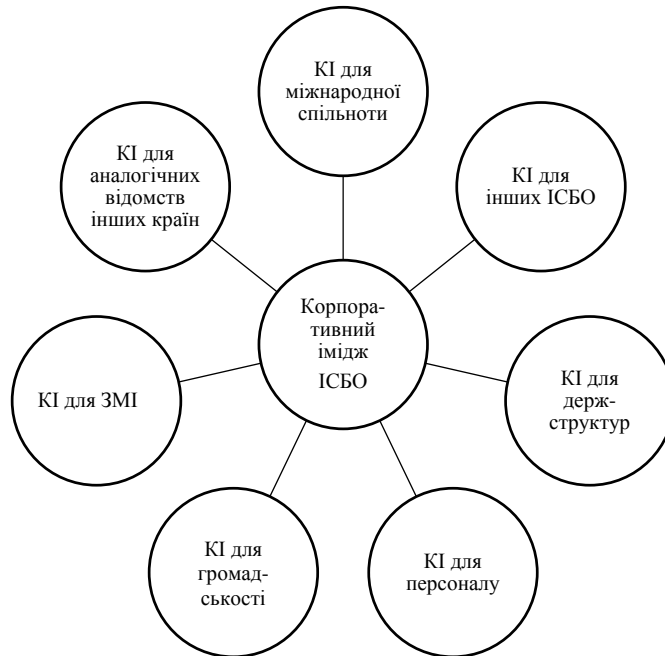 КІ для
міжнародної
спільноти
КІ для
аналогічних
відомств
інших країн
КІ для
інших ІСБО
Корпора-
тивний
імідж
ІСБО
КІ для ЗМІ
КІ для
держ-
структур
КІ для
громад-
ськості
КІ для
персоналу